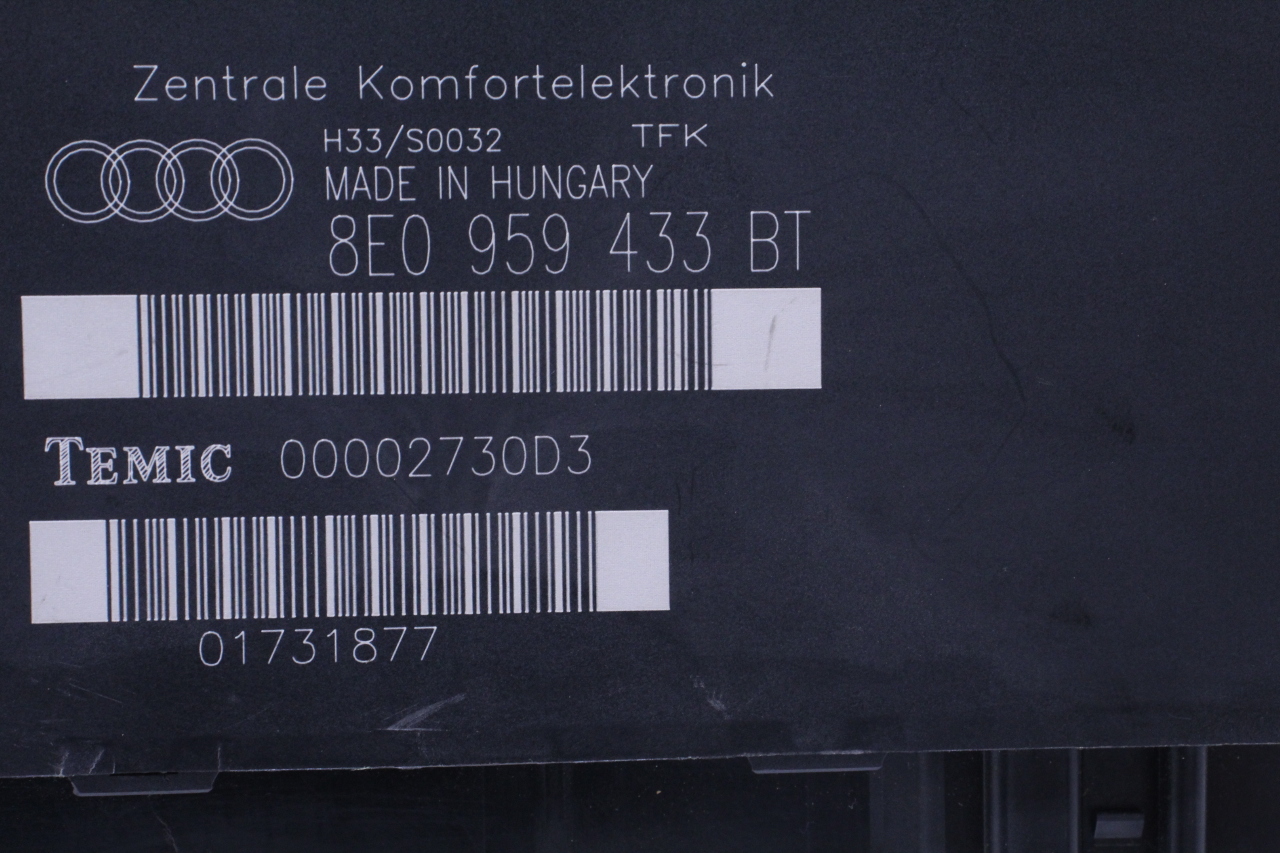 Zentrale Komfortelektronik
H33/S0032 TFK
MADE IN HUNGARY
8E0 959 433 BT
TEMIC 00002730D3
01731877